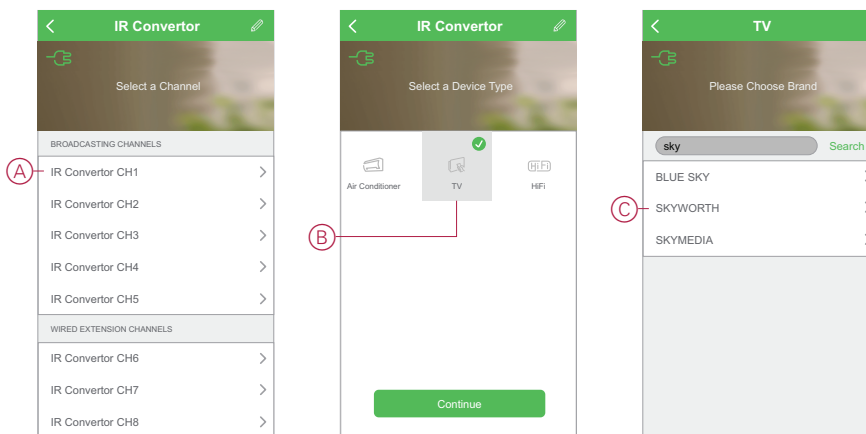 IR Convertor
Select a Channel
BROADCASTING CHANNELS
A
IR Convertor CH1
IR Convertor CH2
IR Convertor CH3
IR Convertor CH4
IR Convertor CH5
WIRED EXTENSION CHANNELS
IR Convertor CH6
IR Convertor CH7
IR Convertor CH8
IR Convertor
Select a Device Type
Air Conditioner
TV
HiFi
HiFi
B
Continue
TV
Please Choose Brand
sky
Search
BLUE SKY
C
SKYWORTH
SKYMEDIA